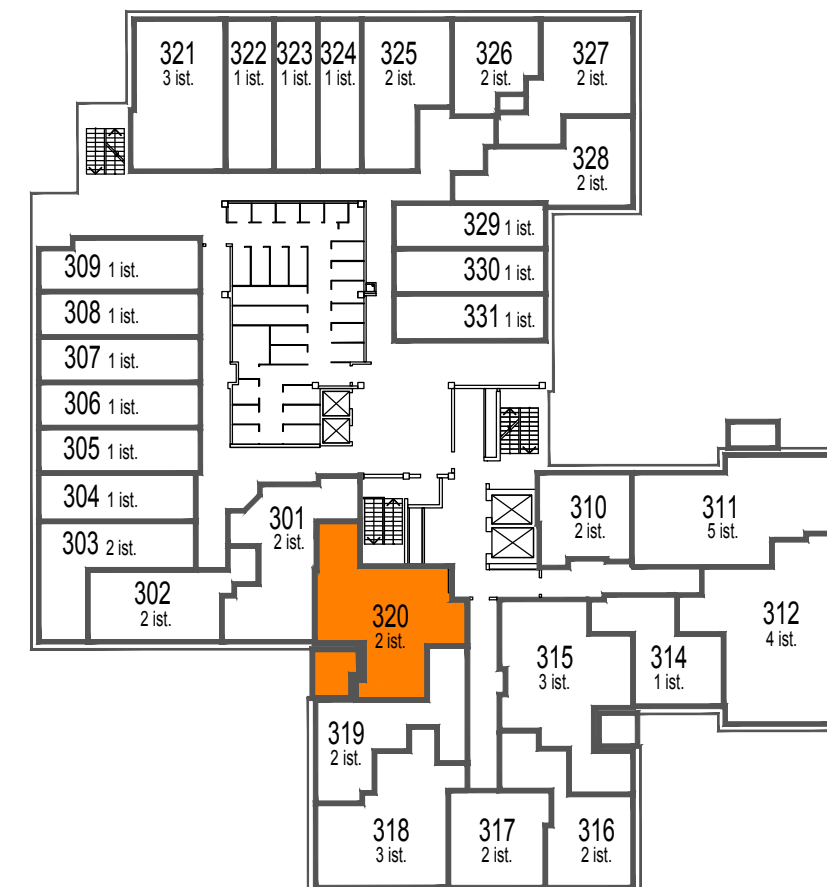 321
3 ist.
322
1 ist.
323
1 ist.
324
1 ist.
325
2 ist.
326
2 ist.
327
2 ist.
328
2 ist.
329 1 ist.
330 1 ist.
331 1 ist.
309 1 ist.
308 1 ist.
307 1 ist.
306 1 ist.
305 1 ist.
304 1 ist.
303 2 ist.
302
2 ist.
301
2 ist.
310
2 ist.
311
5 ist.
312
4 ist.
320
2 ist.
315
3 ist.
314
1 ist.
319
2 ist.
318
3 ist.
317
2 ist.
316
2 ist.